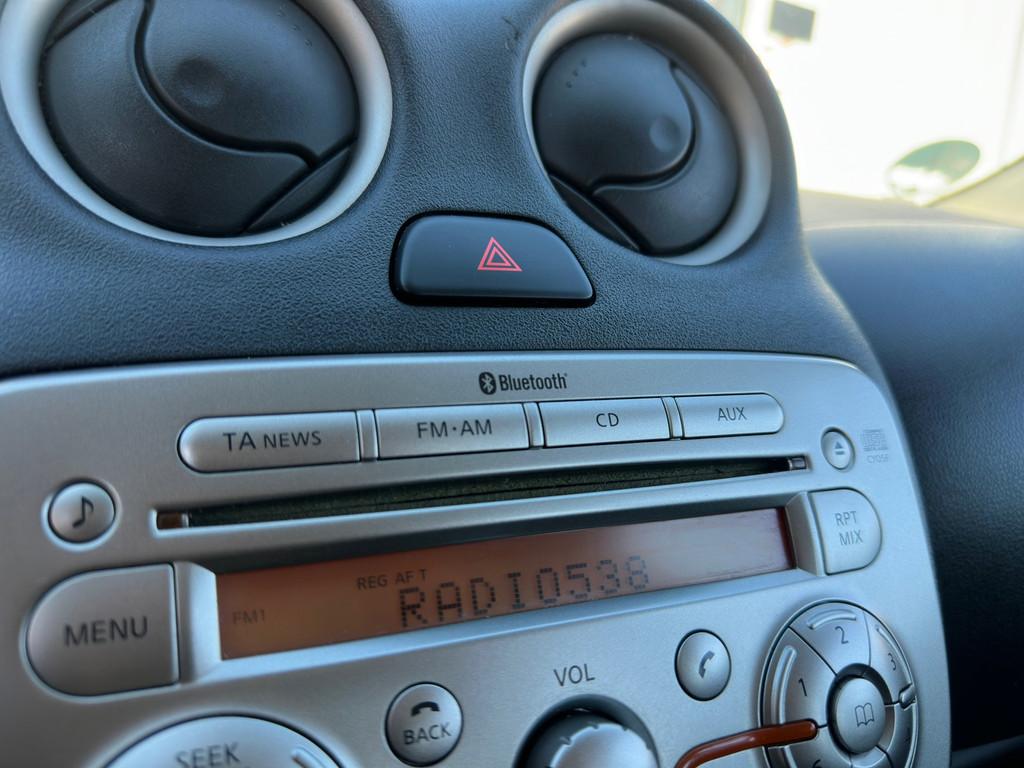 Bluetooth®
TA NEWS FM·AM CD AUX
CY05F
RPT
MIX
REG AF T
FM1 RADIO538
MENU
VOL
BACK
SEEK
1 2 3